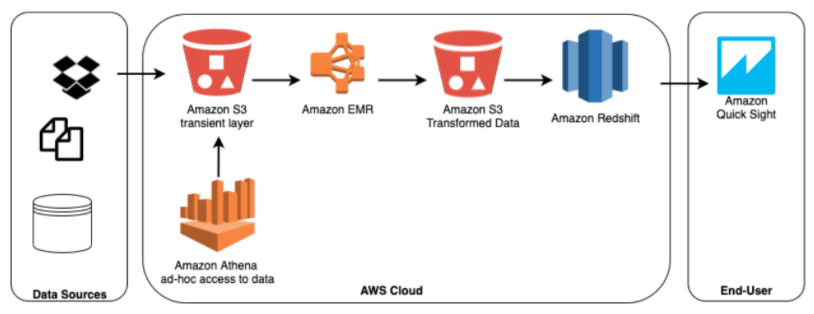 Amazon S3
transient layer
Amazon EMR
Amazon S3
Transformed Data
Amazon Redshift
Amazon
Quick Sight
Amazon Athena
ad-hoc access to data
Data Sources
AWS Cloud
End-User